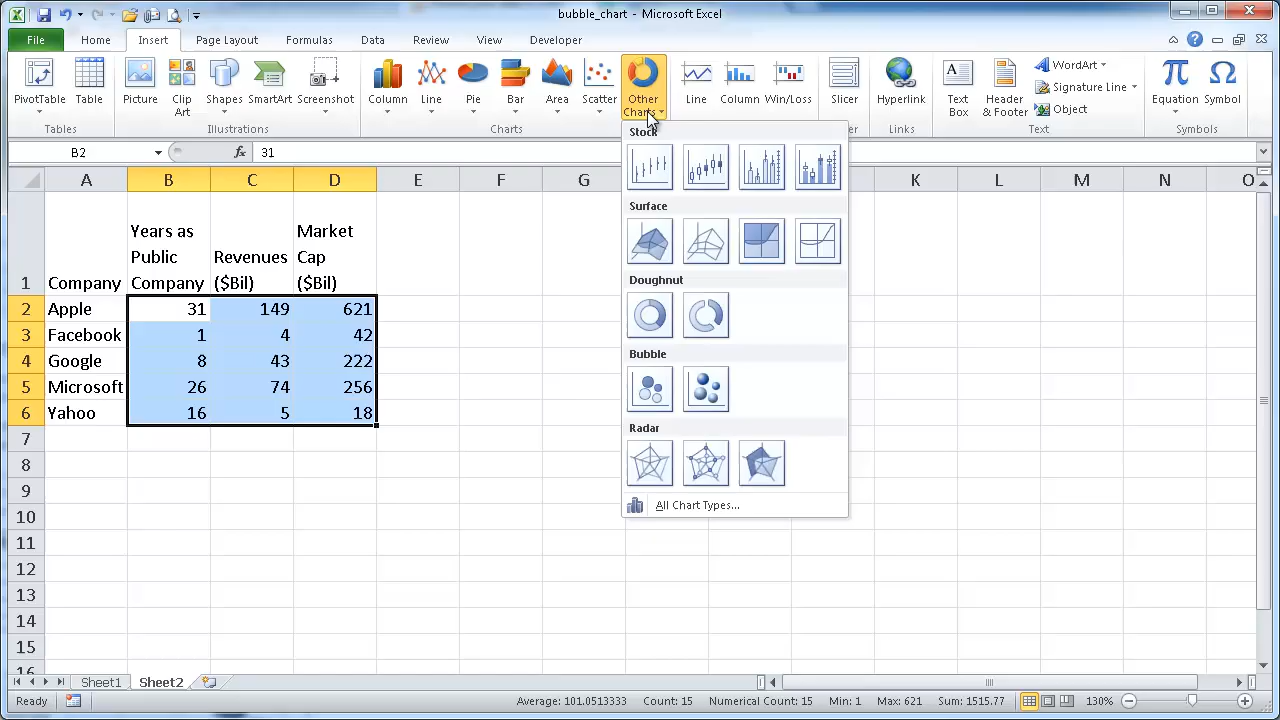 bubble_chart - Microsoft Excel
File Home Insert Page Layout Formulas Data Review View Developer
PivotTable Table Picture Clip Art Shapes SmartArt Screenshot Column Line Pie Bar Area Scatter Other Charts Line Column Win/Loss Slicer Hyperlink Text Box Header & Footer WordArt Signature Line Object Equation Symbol
Tables Illustrations Charts Links Text Symbols
B2 fx 31
A B C D E F G K L M N O
1 Company Years as Public Company Revenues ($Bil) Market Cap ($Bil)
2 Apple 31 149 621
3 Facebook 1 4 42
4 Google 8 43 222
5 Microsoft 26 74 256
6 Yahoo 16 5 18
7
8
9
10
11
12
13
14
15
16
Stock
Surface
Doughnut
Bubble
Radar
All Chart Types...
Sheet1 Sheet2
Ready Average: 101.0513333 Count: 15 Numerical Count: 15 Min: 1 Max: 621 Sum: 1515.77 130%